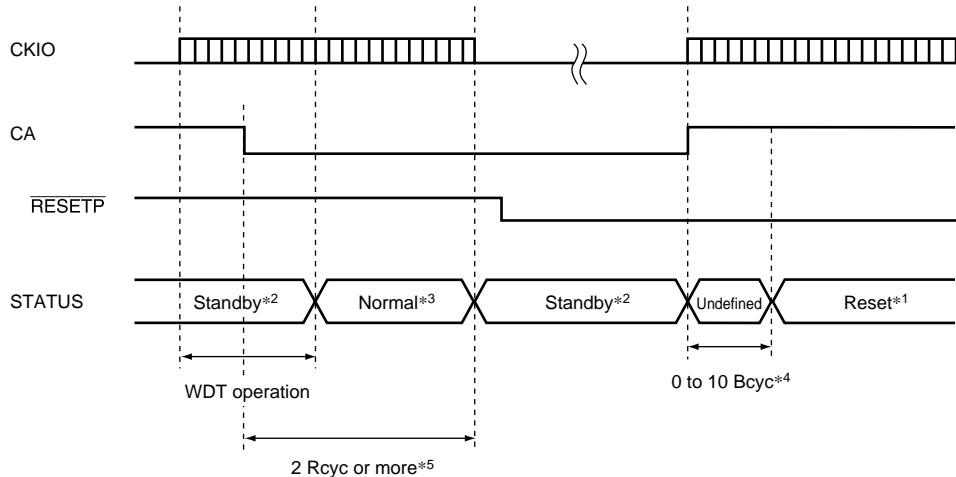 CKIO
CA
RESETP
STATUS
Standby*2
Normal*3
Standby*2
Undefined
Reset*1
WDT operation
0 to 10 Bcyc*4
2 Rcyc or more*5